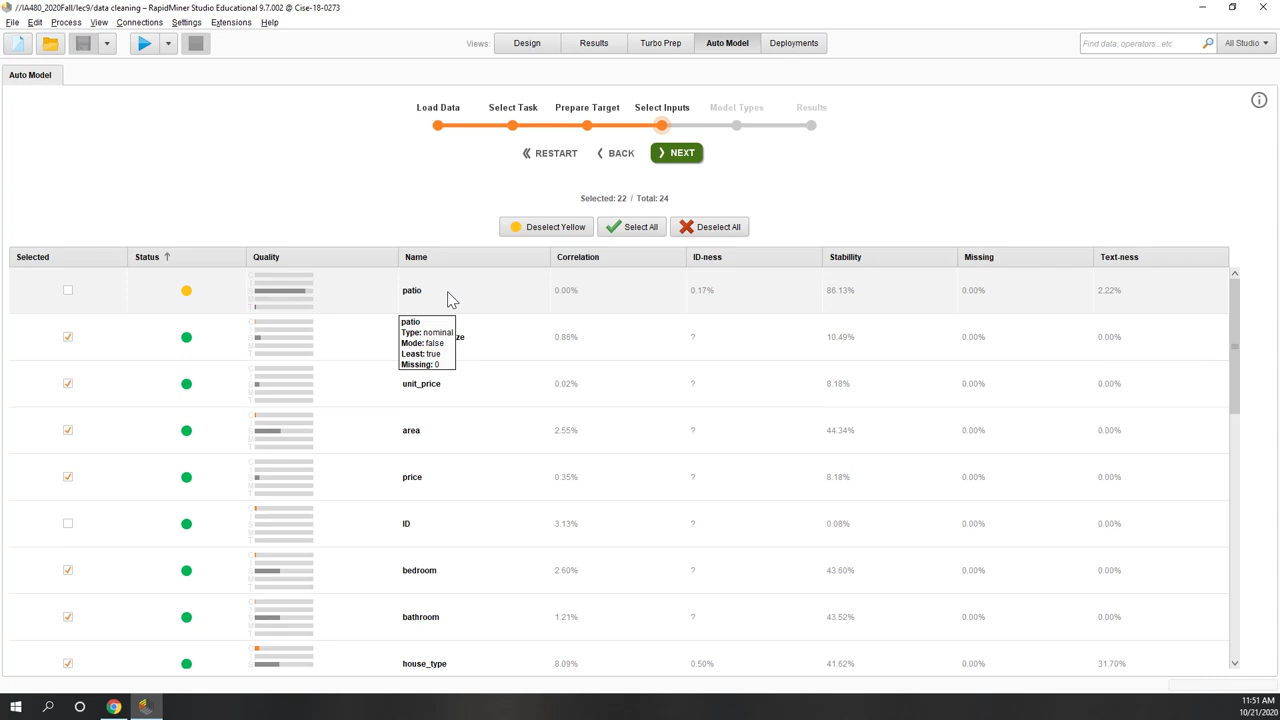 //IA480_2020Fall/lec9/data cleaning – RapidMiner Studio Educational 9.7.002 @ Cise-18-0273
File Edit Process View Connections Settings Extensions Help
Views: Design Results Turbo Prep Auto Model Deployments Find data, operators...etc All Studio
Auto Model
Load Data Select Task Prepare Target Select Inputs Model Types Results
RESTART BACK NEXT
Selected: 22 / Total: 24
Deselect Yellow Select All Deselect All
Selected Status Quality Name Correlation ID-ness Stability Missing Text-ness
C I S M T patio 0.00% 0.17% 86.13% 0.00% 2.22%
patio
Type: nominal
Mode: false
Least: true
Missing: 0
C I S M T ze 0.86% ? 10.49% 0.00% 0.00%
C I S M T unit_price 0.02% ? 8.18% 0.00% 0.00%
C I S M T area 2.55% ? 44.34% 0.00% 0.00%
C I S M T price 0.35% ? 8.18% 0.00% 0.00%
C I S M T ID 3.13% ? 0.08% 0.00% 0.00%
C I S M T bedroom 2.60% ? 43.60% 0.00% 0.00%
C I S M T bathroom 1.21% ? 43.52% 0.00% 0.00%
C I S M house_type 8.09% 0.50% 41.62% 0.00% 31.70%
11:51 AM
10/21/2020